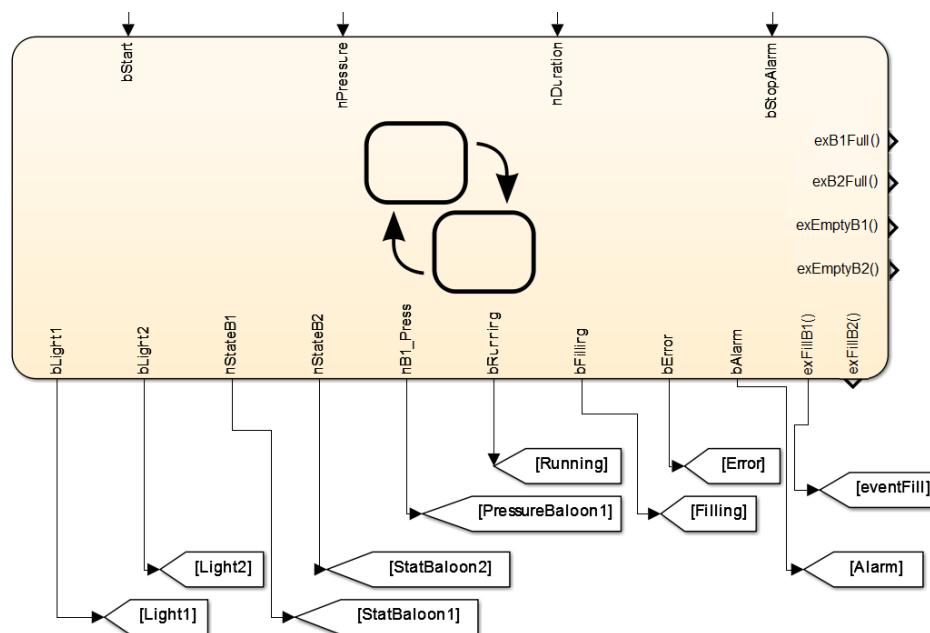 bStart
nPressure
nDuration
bStopAlarm
exB1Full()
exB2Full()
exEmptyB1()
exEmptyB2()
bLight1
bLight2
nStateB1
nStateB2
nB1_Press
bRunning
bFilling
bError
bAlarm
exFillB1()
exFillB2()
[Running]
[Error]
[eventFill]
[PressureBaloon1]
[Filling]
[Light2]
[StatBaloon2]
[Alarm]
[Light1]
[StatBaloon1]